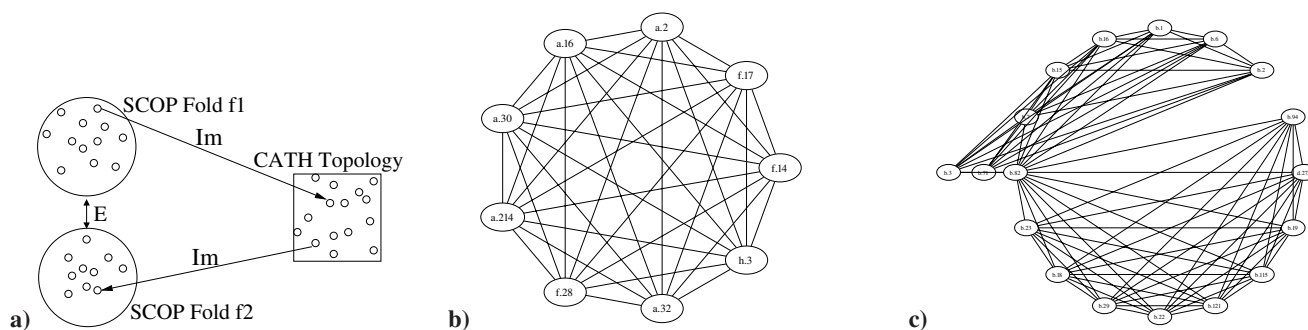 SCOP Fold f1
Im
CATH Topology
E
Im
SCOP Fold f2
a)
a.2
a.16
f.17
a.30
f.14
a.214
h.3
f.28
a.32
b)
b.1
b.16
b.6
b.15
b.2
b.94
b.3
b.71
b.82
d.27
b.23
b.19
b.18
b.115
b.29
b.121
b.22
c)